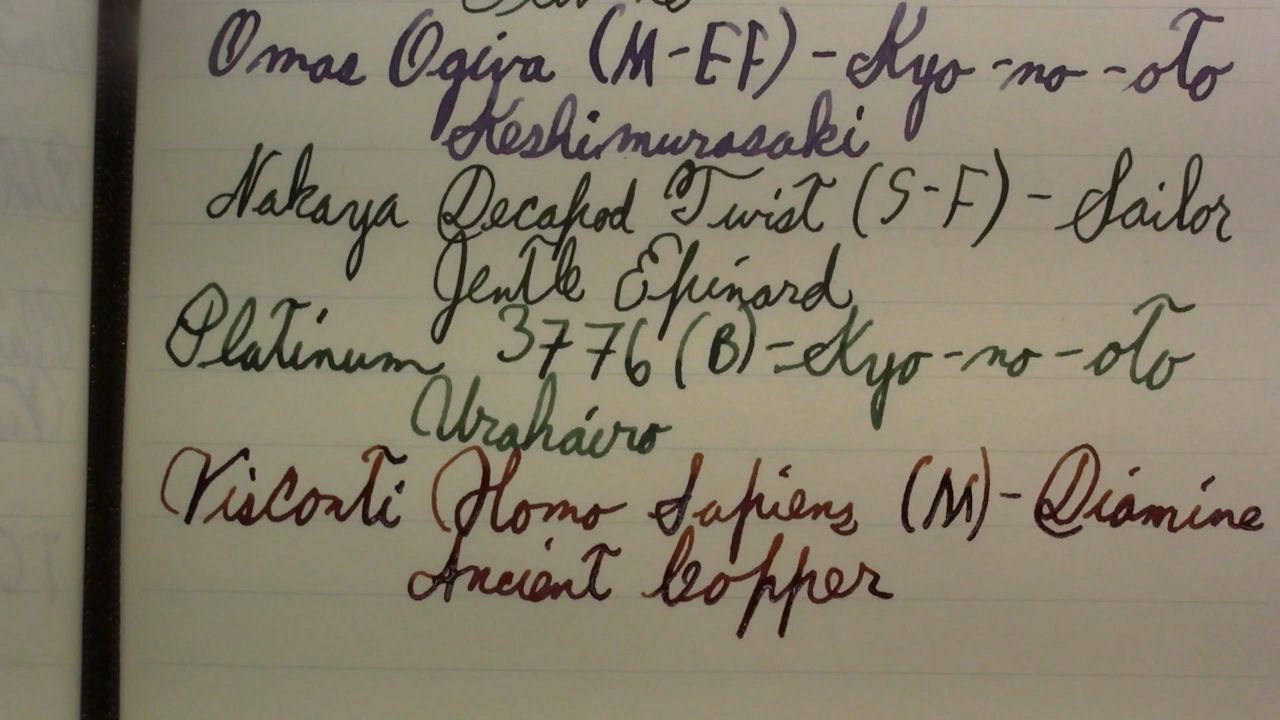 Omas Ogiva (M-EF) - Kyo-no-oto
Keshimurasaki
Nakaya Decapod Twist (S-F) - Sailor
Jentle Epinard
Platinum 3776 (B) - Kyo-no-oto
Urahairo
Visconti Homo Sapiens (M) - Diamine
Ancient Copper